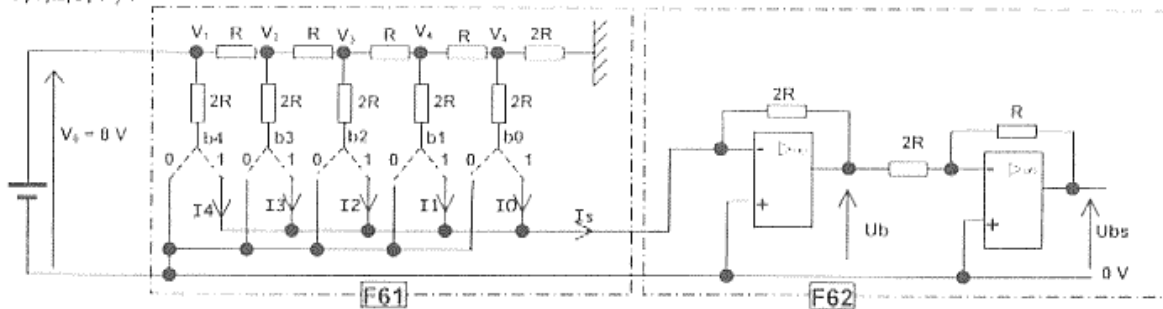 V₁ R V₂ R V₃ R V₄ R V₅ 2R
2R 2R 2R 2R 2R
b4 b3 b2 b1 b0
0 1 0 1 0 1 0 1 0 1
I4 I3 I2 I1 I0 Is
2R R
2R
- -
+ +
Ub Ubs
0 V
F61 F62